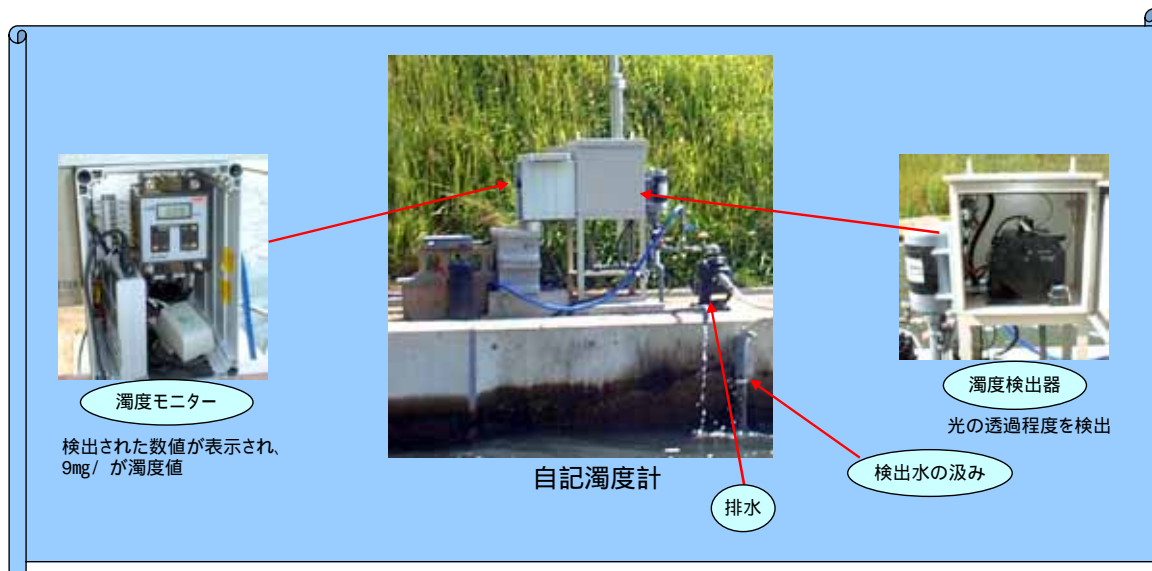 濁度モニター
検出された数値が表示され、
9mg/ が濁度値
自記濁度計
排水
検出水の汲み
濁度検出器
光の透過程度を検出